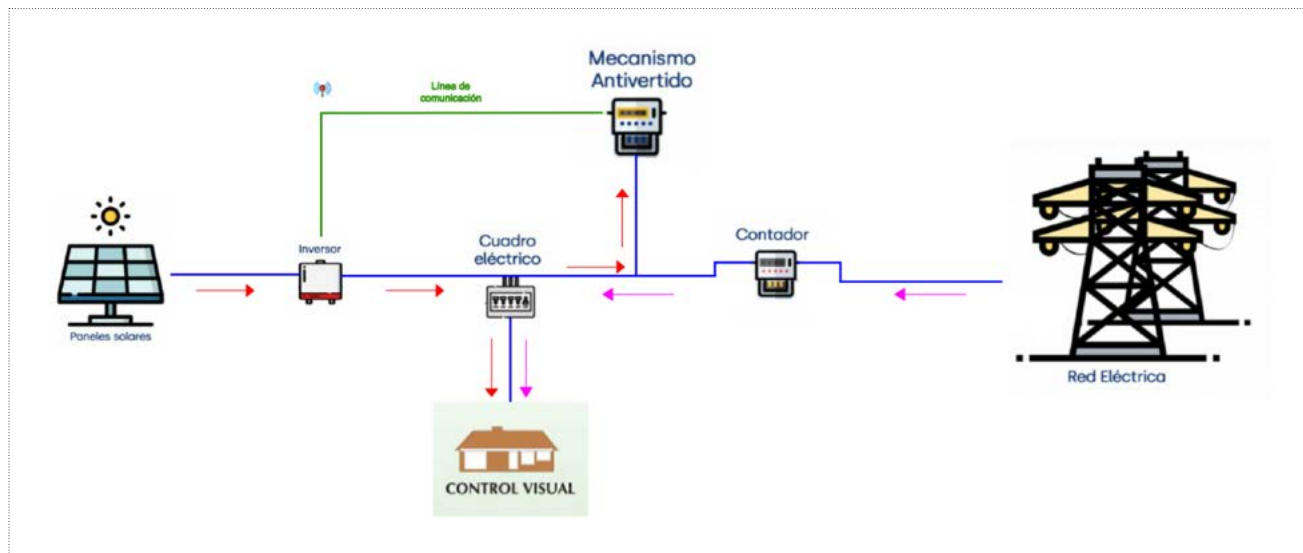 Mecanismo
Antivertido
Línea de
comunicación
Inversor
Cuadro
eléctrico
Contador
Paneles solares
Red Eléctrica
CONTROL VISUAL